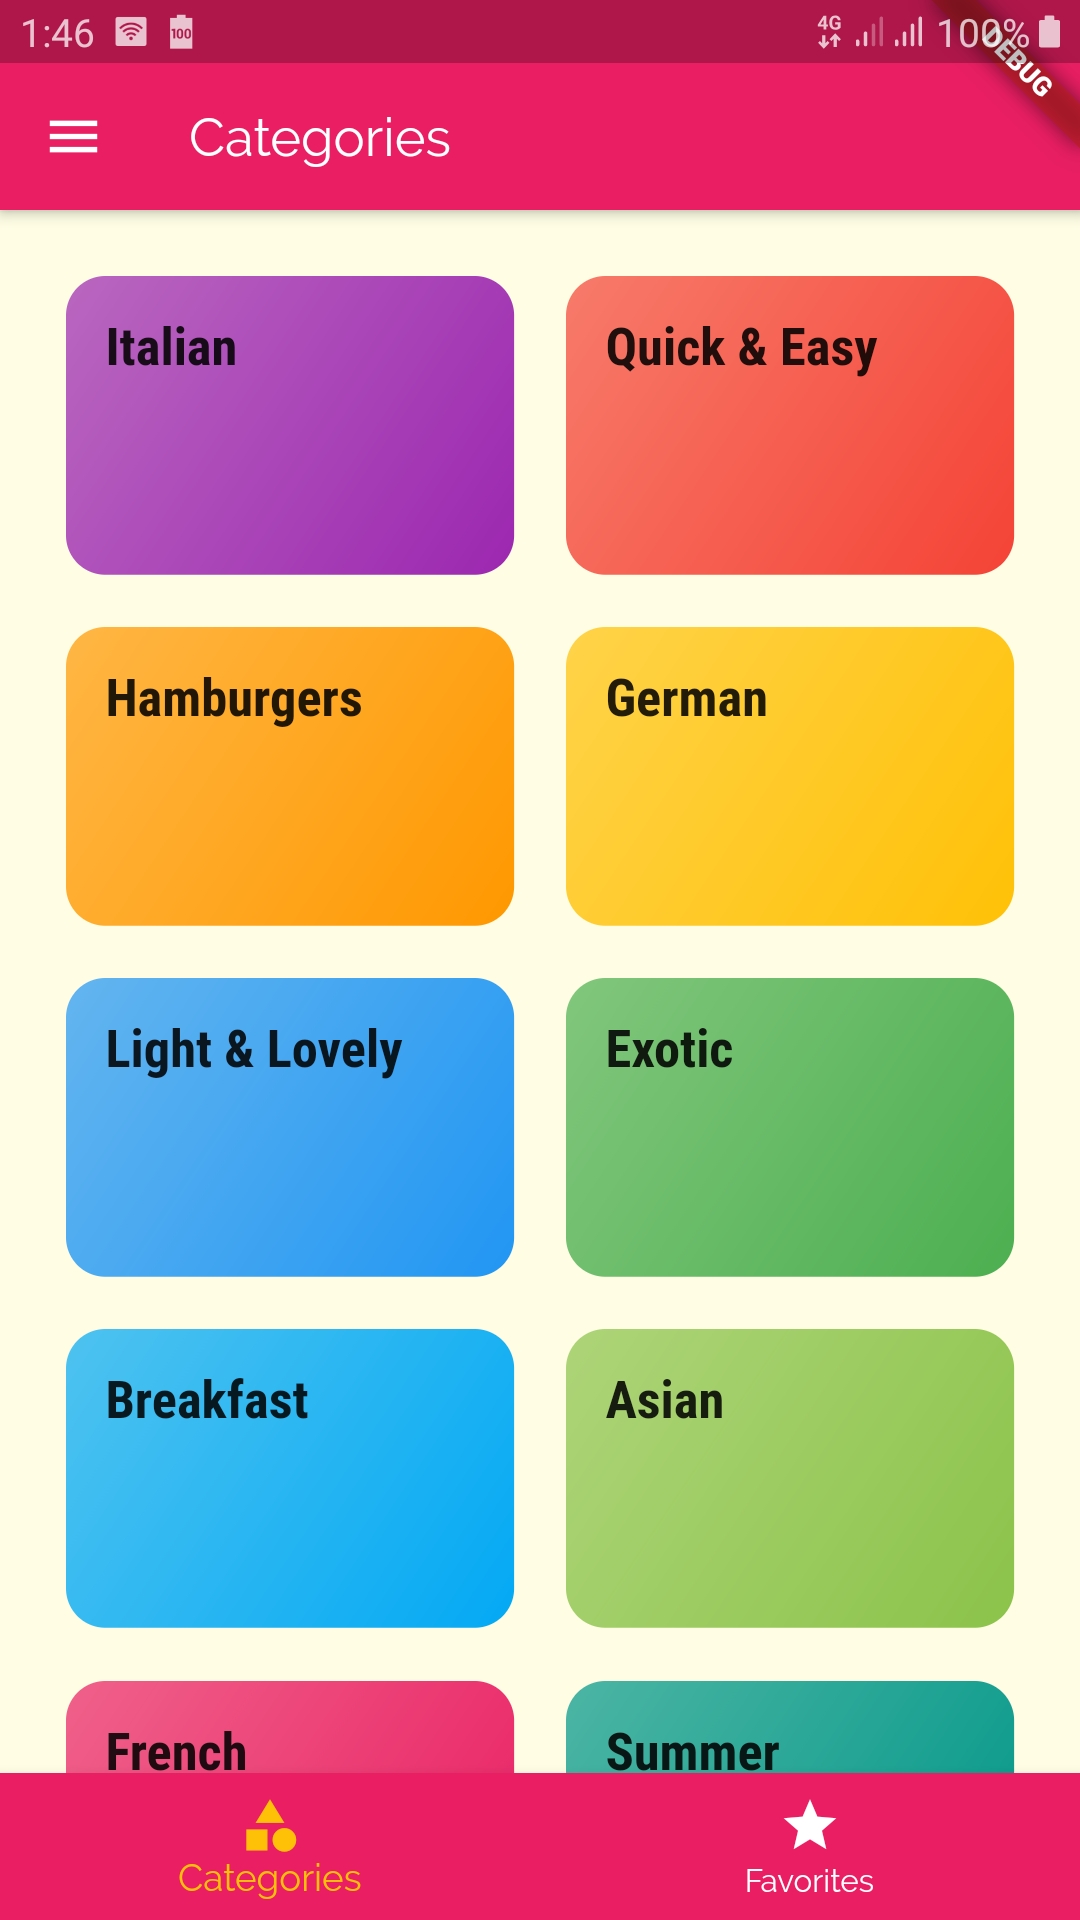 1:46 100 4G 100%
DEBUG
Categories
Italian
Quick & Easy
Hamburgers
German
Light & Lovely
Exotic
Breakfast
Asian
French
Summer
Categories
Favorites